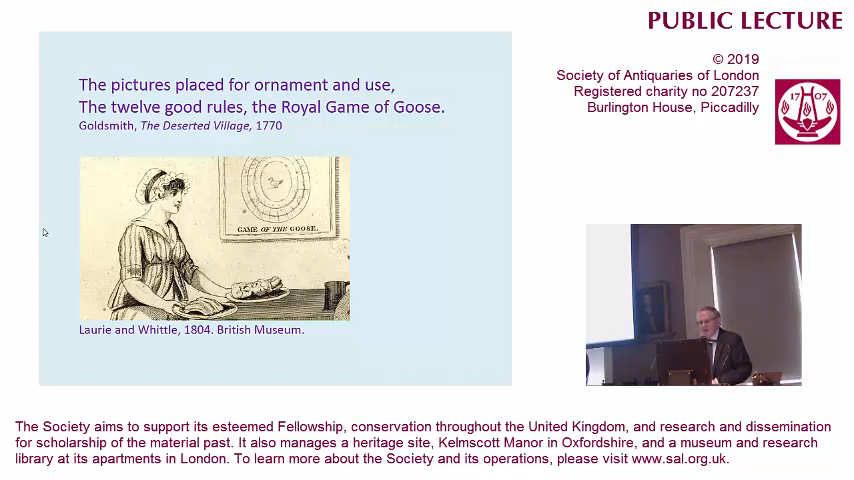 PUBLIC LECTURE
© 2019
Society of Antiquaries of London
Registered charity no 207237
Burlington House, Piccadilly
1707
The pictures placed for ornament and use,
The twelve good rules, the Royal Game of Goose.
Goldsmith, The Deserted Village, 1770
GAME OF THE GOOSE.
Laurie and Whittle, 1804. British Museum.
The Society aims to support its esteemed Fellowship, conservation throughout the United Kingdom, and research and dissemination
for scholarship of the material past. It also manages a heritage site, Kelmscott Manor in Oxfordshire, and a museum and research
library at its apartments in London. To learn more about the Society and its operations, please visit www.sal.org.uk.